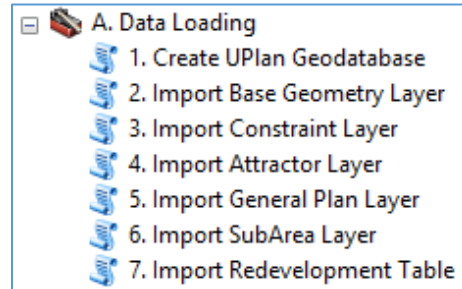 A. Data Loading
1. Create UPlan Geodatabase
2. Import Base Geometry Layer
3. Import Constraint Layer
4. Import Attractor Layer
5. Import General Plan Layer
6. Import SubArea Layer
7. Import Redevelopment Table